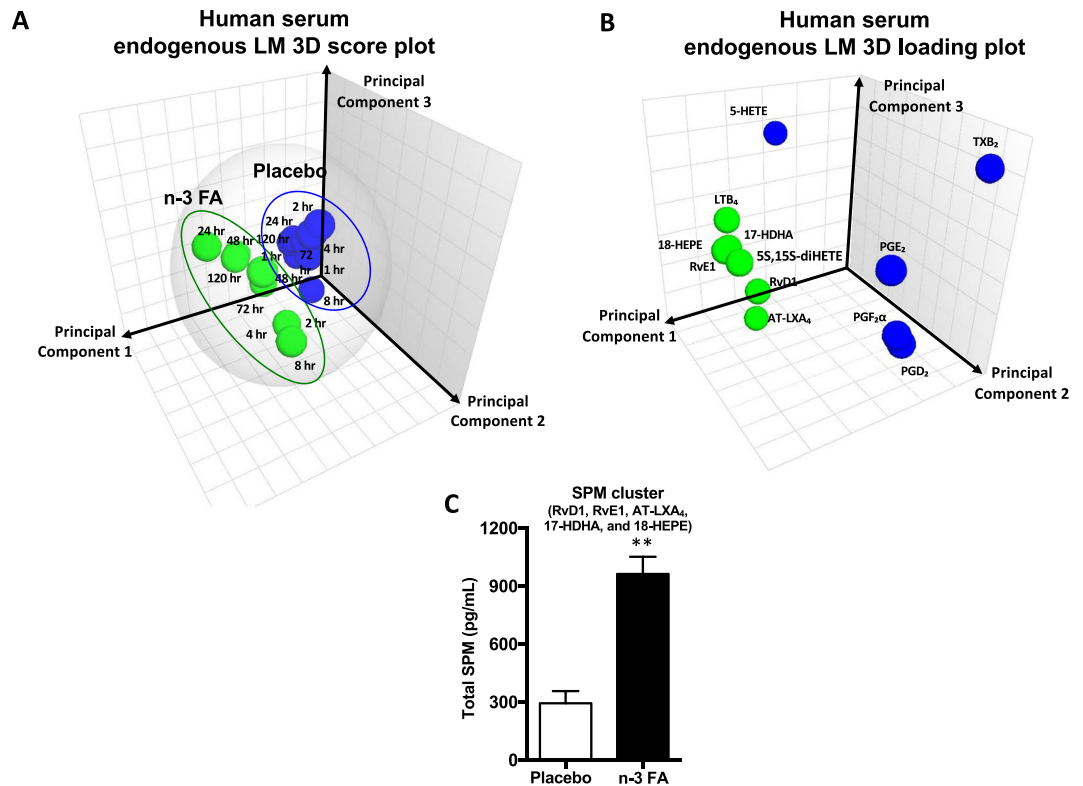 A
Human serum
endogenous LM 3D score plot
Principal
Component 3
Placebo
n-3 FA
2 hr
24 hr
24 hr
48 hr
120 hr
4 hr
1 hr
72
hr
1 hr
120 hr
48 hr
8 hr
72 hr
2 hr
4 hr
8 hr
Principal
Component 1
Principal
Component 2
B
Human serum
endogenous LM 3D loading plot
Principal
Component 3
5-HETE
TXB₂
LTB₄
17-HDHA
18-HEPE
5S,15S-diHETE
RvE1
PGE₂
RvD1
AT-LXA₄
PGF₂α
PGD₂
Principal
Component 1
Principal
Component 2
C
SPM cluster
(RvD1, RvE1, AT-LXA₄,
17-HDHA, and 18-HEPE)
**
Total SPM (pg/mL)
1200
900
600
300
0
Placebo
n-3 FA